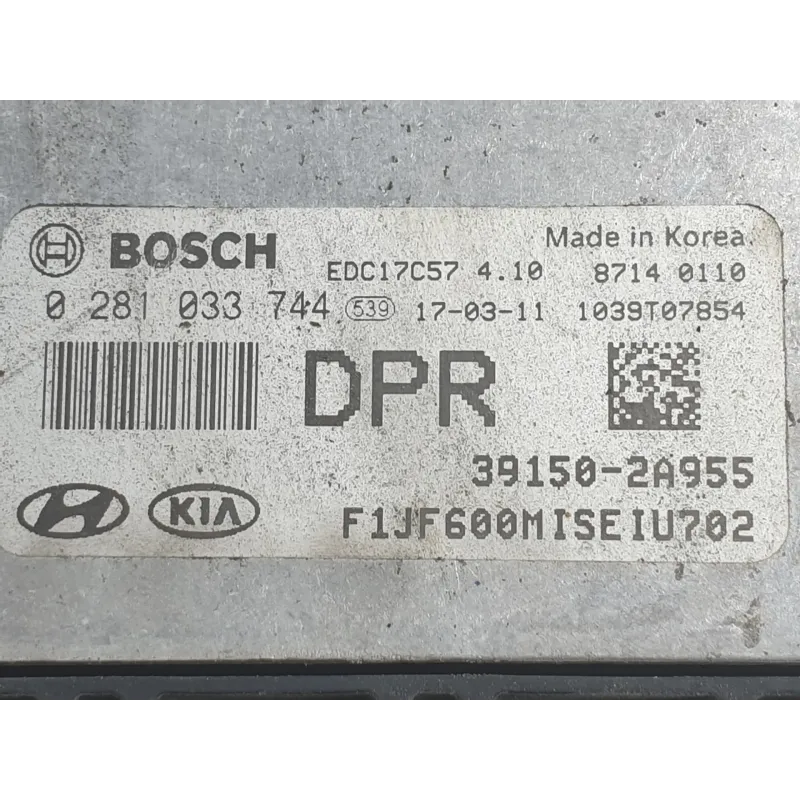 BOSCH
Made in Korea.
EDC17C57 4.10 8714 0110
0 281 033 744 539 17-03-11 1039T07854
DPR
39150-2A955
KIA F1JF600MISEIU702